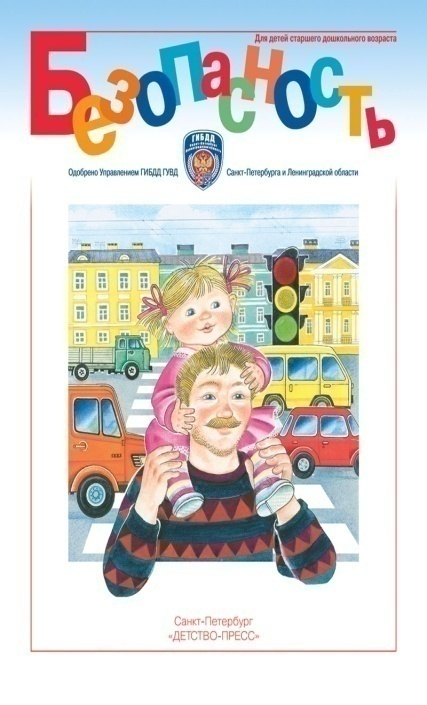 Для детей старшего дошкольного возраста
Безопасность
ГИБДД
Одобрено Управлением ГИБДД ГУВД Санкт-Петербурга и Ленинградской области
Санкт-Петербург
«ДЕТСТВО-ПРЕСС»